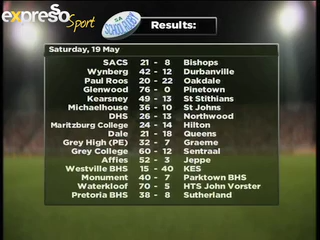 expresso Sport
SA
SCHOOL RUGBY
Results:
Saturday, 19 May
SACS 21 - 8 Bishops
Wynberg 42 - 12 Durbanville
Paul Roos 20 - 22 Oakdale
Glenwood 76 - 0 Pinetown
Kearsney 49 - 13 St Stithians
Michaelhouse 36 - 10 St Johns
DHS 26 - 13 Northwood
Maritzburg College 24 - 14 Hilton
Dale 21 - 18 Queens
Grey High (PE) 32 - 7 Graeme
Grey College 60 - 12 Sentraal
Affies 52 - 3 Jeppe
Westville BHS 15 - 40 KES
Monument 40 - 7 Parktown BHS
Waterkloof 70 - 5 HTS John Vorster
Pretoria BHS 38 - 8 Sutherland